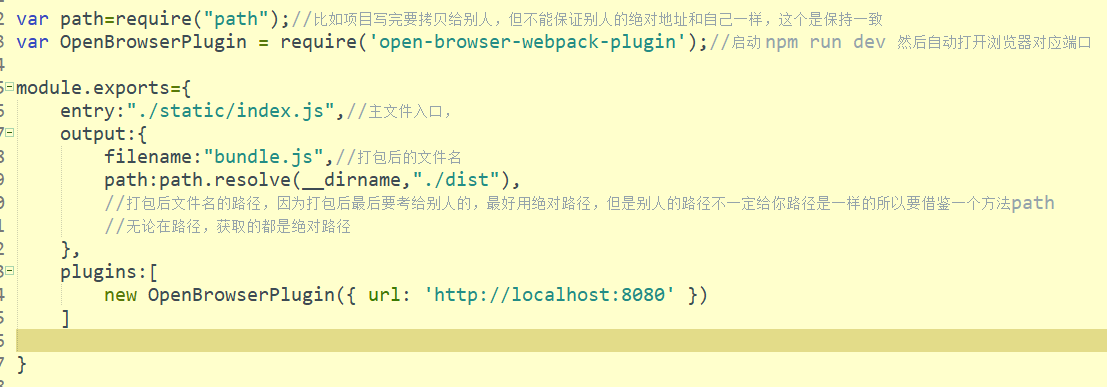 2 var path=require("path");//比如项目写完要拷贝给别人，但不能保证别人的绝对地址和自己一样，这个是保持一致
3 var OpenBrowserPlugin = require('open-browser-webpack-plugin');//启动 npm run dev 然后自动打开浏览器对应端口
4
5 module.exports={
6 entry:"./static/index.js",//主文件入口，
7 output:{
8 filename:"bundle.js",//打包后的文件名
9 path:path.resolve(__dirname,"./dist"),
0 //打包后文件名的路径，因为打包后最后要考给别人的，最好用绝对路径，但是别人的路径不一定给你路径是一样的所以要借鉴一个方法path
1 //无论在路径，获取的都是绝对路径
2 },
3 plugins:[
4 new OpenBrowserPlugin({ url: 'http://localhost:8080' })
5 ]
6
7 }